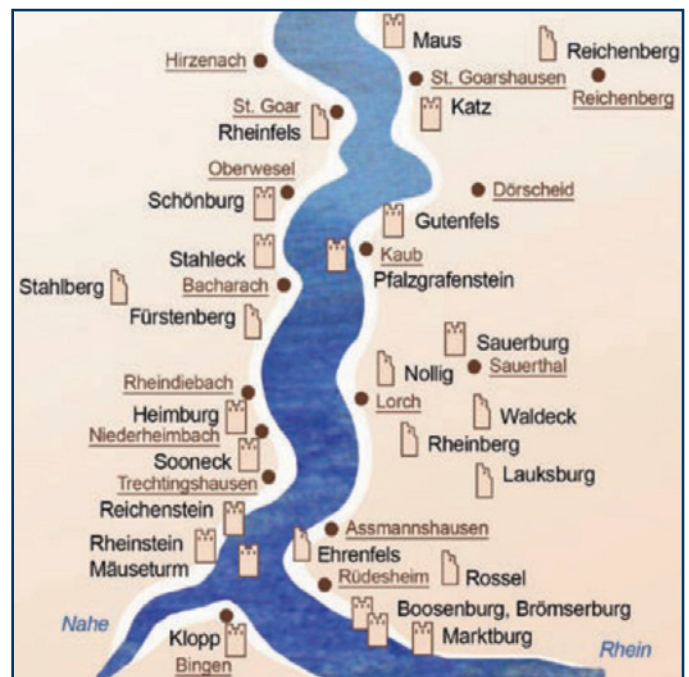 Maus
Reichenberg
Hirzenach
St. Goarshausen
Reichenberg
St. Goar
Katz
Rheinfels
Oberwesel
Dörscheid
Schönburg
Gutenfels
Stahleck
Kaub
Pfalzgrafenstein
Stahlberg
Bacharach
Fürstenberg
Sauerburg
Sauerthal
Nollig
Rheindiebach
Lorch
Heimburg
Waldeck
Niederheimbach
Rheinberg
Sooneck
Lauksburg
Trechtingshausen
Reichenstein
Assmannshausen
Rheinstein
Ehrenfels
Mäuseturm
Rüdesheim
Rossel
Boosenburg, Brömserburg
Nahe
Klopp
Marktburg
Rhein
Bingen